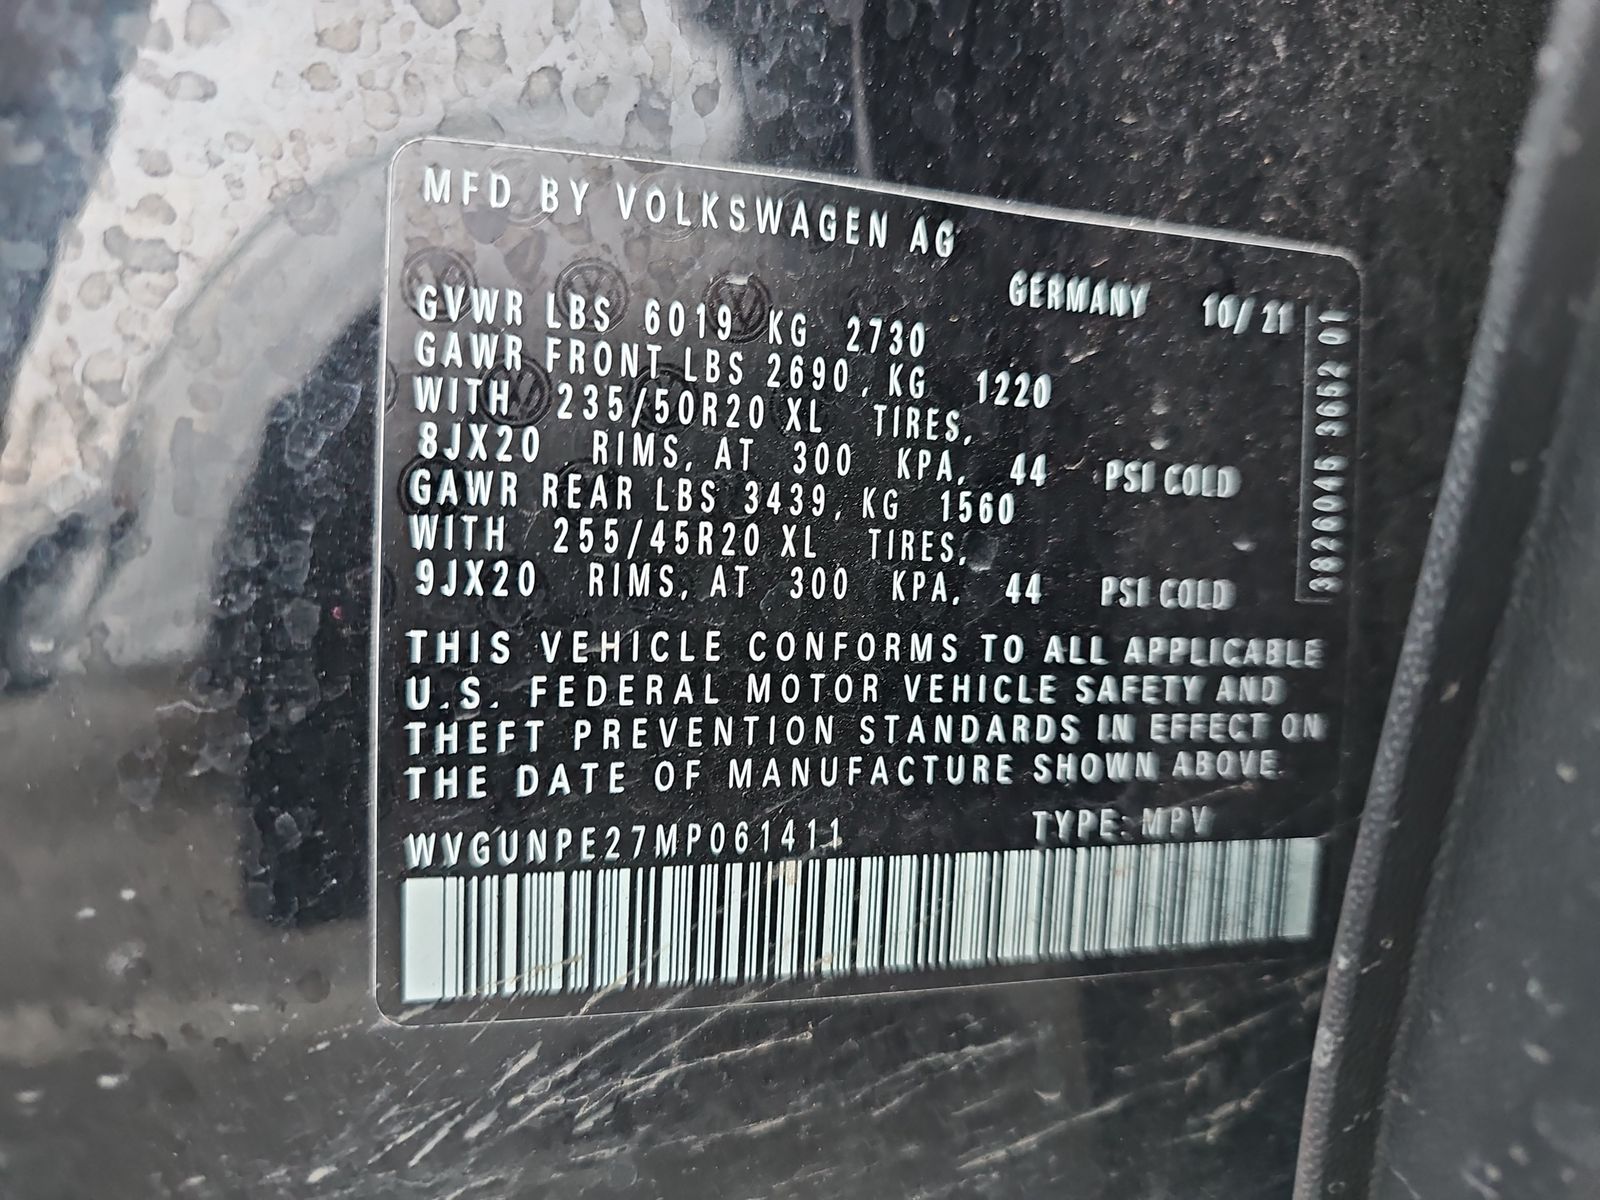 MFD BY VOLKSWAGEN AG
GERMANY 10/21
GVWR LBS 6019 KG 2730
GAWR FRONT LBS 2690, KG 1220
WITH 235/50R20 XL TIRES,
8JX20 RIMS, AT 300 KPA, 44 PSI COLD
GAWR REAR LBS 3439, KG 1560
WITH 255/45R20 XL TIRES,
9JX20 RIMS, AT 300 KPA, 44 PSI COLD
THIS VEHICLE CONFORMS TO ALL APPLICABLE
U.S. FEDERAL MOTOR VEHICLE SAFETY AND
THEFT PREVENTION STANDARDS IN EFFECT ON
THE DATE OF MANUFACTURE SHOWN ABOVE.
WVGUNPE27MP061411 TYPE: MPV